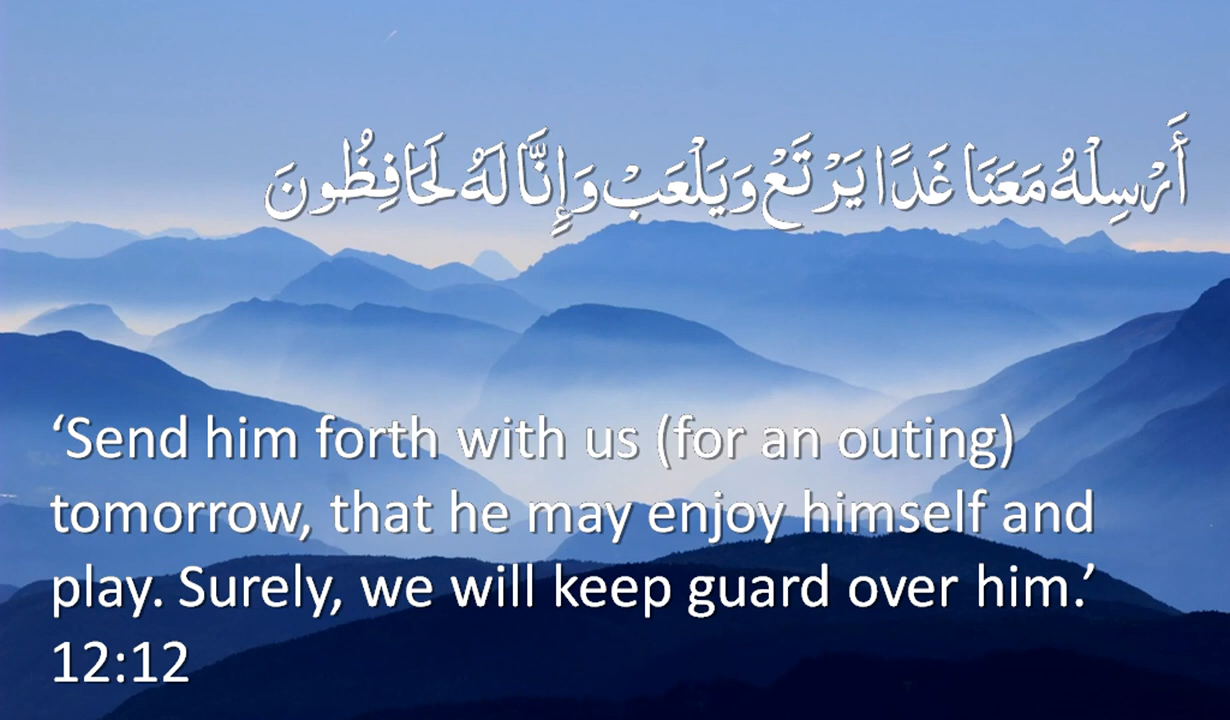 أَرْسِلْهُ مَعَنَا غَدًا يَرْتَعْ وَيَلْعَبْ وَإِنَّا لَهُ لَحَافِظُونَ
‘Send him forth with us (for an outing)
tomorrow, that he may enjoy himself and
play. Surely, we will keep guard over him.’
12:12